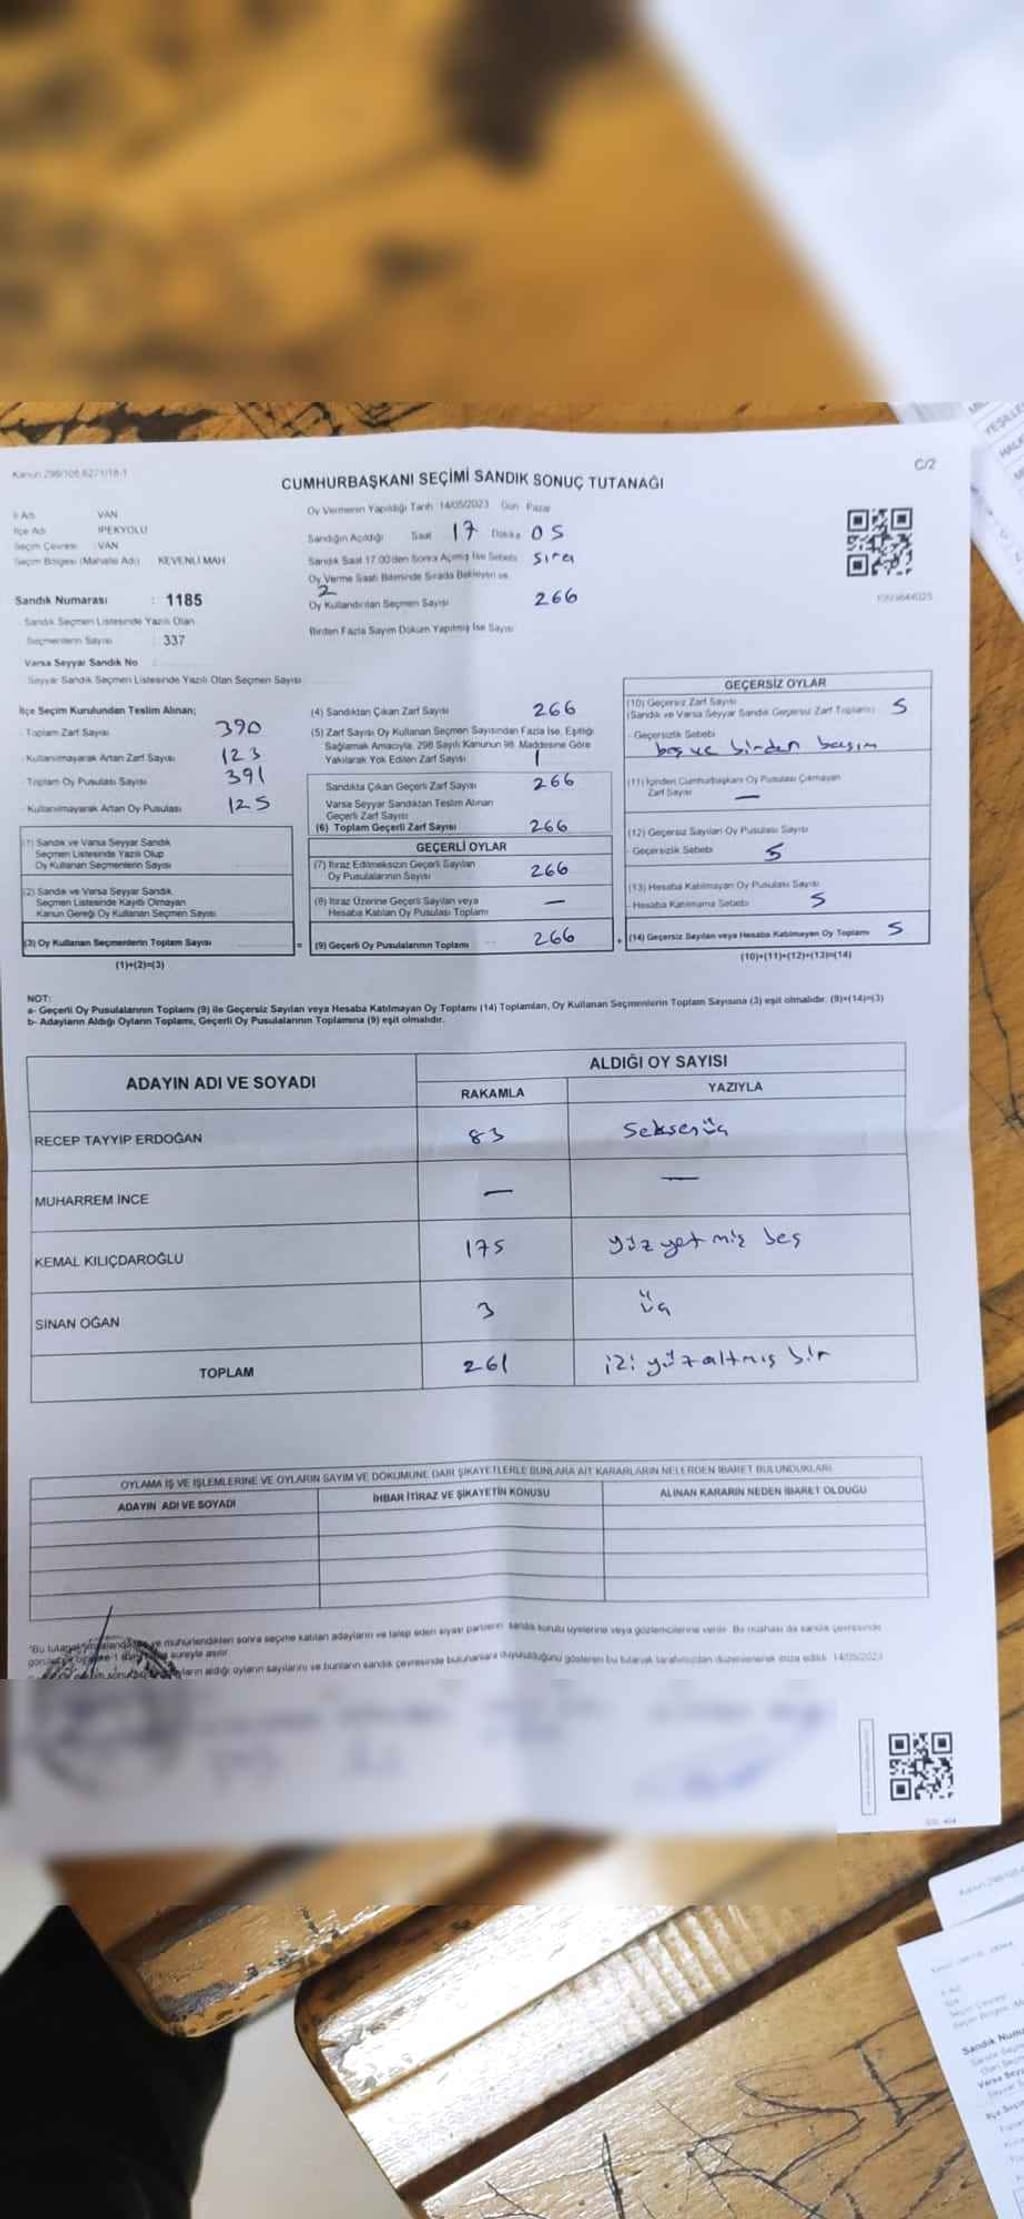 Kanun 298/105,6271/18-1
C/2
CUMHURBAŞKANI SEÇİMİ SANDIK SONUÇ TUTANAĞI
İl Adı VAN
İlçe Adı İPEKYOLU
Seçim Çevresi : VAN
Seçim Bölgesi (Mahalle Adı) KEVENLİ MAH
Sandık Numarası : 1185
Sandık Seçmen Listesinde Yazılı Olan
Seçmenlerin Sayısı : 337
Varsa Seyyar Sandık No
Seyyar Sandık Seçmen Listesinde Yazılı Olan Seçmen Sayısı
Oy Vermenin Yapıldığı Tarih 14/05/2023 Gün Pazar
Sandığın Açıldığı Saat 17 Dakika 05
Sandık Saat 17.00'den Sonra Açılmış İse Sebebi sıra
Oy Verme Saati Bitiminde Sırada Bekleyen ve
2
Oy Kullandırılan Seçmen Sayısı 266
Birden Fazla Sayım Döküm Yapılmış İse Sayısı
İlçe Seçim Kurulundan Teslim Alınan;
Toplam Zarf Sayısı 390
Kullanılmayarak Artan Zarf Sayısı 123
Toplam Oy Pusulası Sayısı 391
Kullanılmayarak Artan Oy Pusulası 125
(1) Sandık ve Varsa Seyyar Sandık
Seçmen Listesinde Yazılı Olup
Oy Kullanan Seçmenlerin Sayısı
(2) Sandık ve Varsa Seyyar Sandık
Seçmen Listesinde Kayıtlı Olmayan
Kanun Gereği Oy Kullanan Seçmen Sayısı
(3) Oy Kullanan Seçmenlerin Toplam Sayısı
(1)+(2)=(3)
(4) Sandıktan Çıkan Zarf Sayısı 266
(5) Zarf Sayısı Oy Kullanan Seçmen Sayısından Fazla İse, Eşitliği
Sağlamak Amacıyla, 298 Sayılı Kanunun 98. Maddesine Göre
Yakılarak Yok Edilen Zarf Sayısı 1
Sandıkta Çıkan Geçerli Zarf Sayısı 266
Varsa Seyyar Sandıktan Teslim Alınan
Geçerli Zarf Sayısı
(6) Toplam Geçerli Zarf Sayısı 266
GEÇERLİ OYLAR
(7) İtiraz Edilmeksizin Geçerli Sayılan
Oy Pusulalarının Sayısı 266
(8) İtiraz Üzerine Geçerli Sayılan veya
Hesaba Katılan Oy Pusulası Toplamı —
= (9) Geçerli Oy Pusulalarının Toplamı 266
GEÇERSİZ OYLAR
(10) Geçersiz Zarf Sayısı
(Sandık ve Varsa Seyyar Sandık Geçersiz Zarf Toplamı) 5
- Geçersizlik Sebebi
boş ve birden basım
(11) İçinden Cumhurbaşkanı Oy Pusulası Çıkmayan
Zarf Sayısı —
(12) Geçersiz Sayılan Oy Pusulası Sayısı
- Geçersizlik Sebebi 5
(13) Hesaba Katılmayan Oy Pusulası Sayısı
- Hesaba Katılmama Sebebi 5
+ (14) Geçersiz Sayılan veya Hesaba Katılmayan Oy Toplamı 5
(10)+(11)+(12)+(13)=(14)
NOT:
a- Geçerli Oy Pusulalarının Toplamı (9) ile Geçersiz Sayılan veya Hesaba Katılmayan Oy Toplamı (14) Toplamları, Oy Kullanan Seçmenlerin Toplam Sayısına (3) eşit olmalıdır. (9)+(14)=(3)
b- Adayların Aldığı Oyların Toplamı, Geçerli Oy Pusulalarının Toplamına (9) eşit olmalıdır.
ADAYIN ADI VE SOYADI
ALDIĞI OY SAYISI
RAKAMLA YAZIYLA
RECEP TAYYİP ERDOĞAN 83 Seksenüç
MUHARREM İNCE — —
KEMAL KILIÇDAROĞLU 175 yüz yetmiş beş
SİNAN OĞAN 3 üç
TOPLAM 261 iki yüz altmış bir
OYLAMA İŞ VE İŞLEMLERİNE VE OYLARIN SAYIM VE DÖKÜMÜNE DAİR ŞİKAYETLERLE BUNLARA AİT KARARLARIN NELERDEN İBARET BULUNDUKLARI
ADAYIN ADI VE SOYADI İHBAR İTİRAZ VE ŞİKAYETİN KONUSU ALINAN KARARIN NEDEN İBARET OLDUĞU
mühürlendikten sonra seçime katılan adayların ve talep eden siyasi partilerin sandık kurulu üyelerine veya gözlemcilerine verilir. Bu nüshası da sandık çevresinde
süreyle asılır.
aldığı oyların sayılarını ve bunların sandık çevresinde bulunanlara duyurulduğunu gösteren bu tutanak tarafımızdan düzenlenerek imza edildi. 14/05/2023
Sandık Num